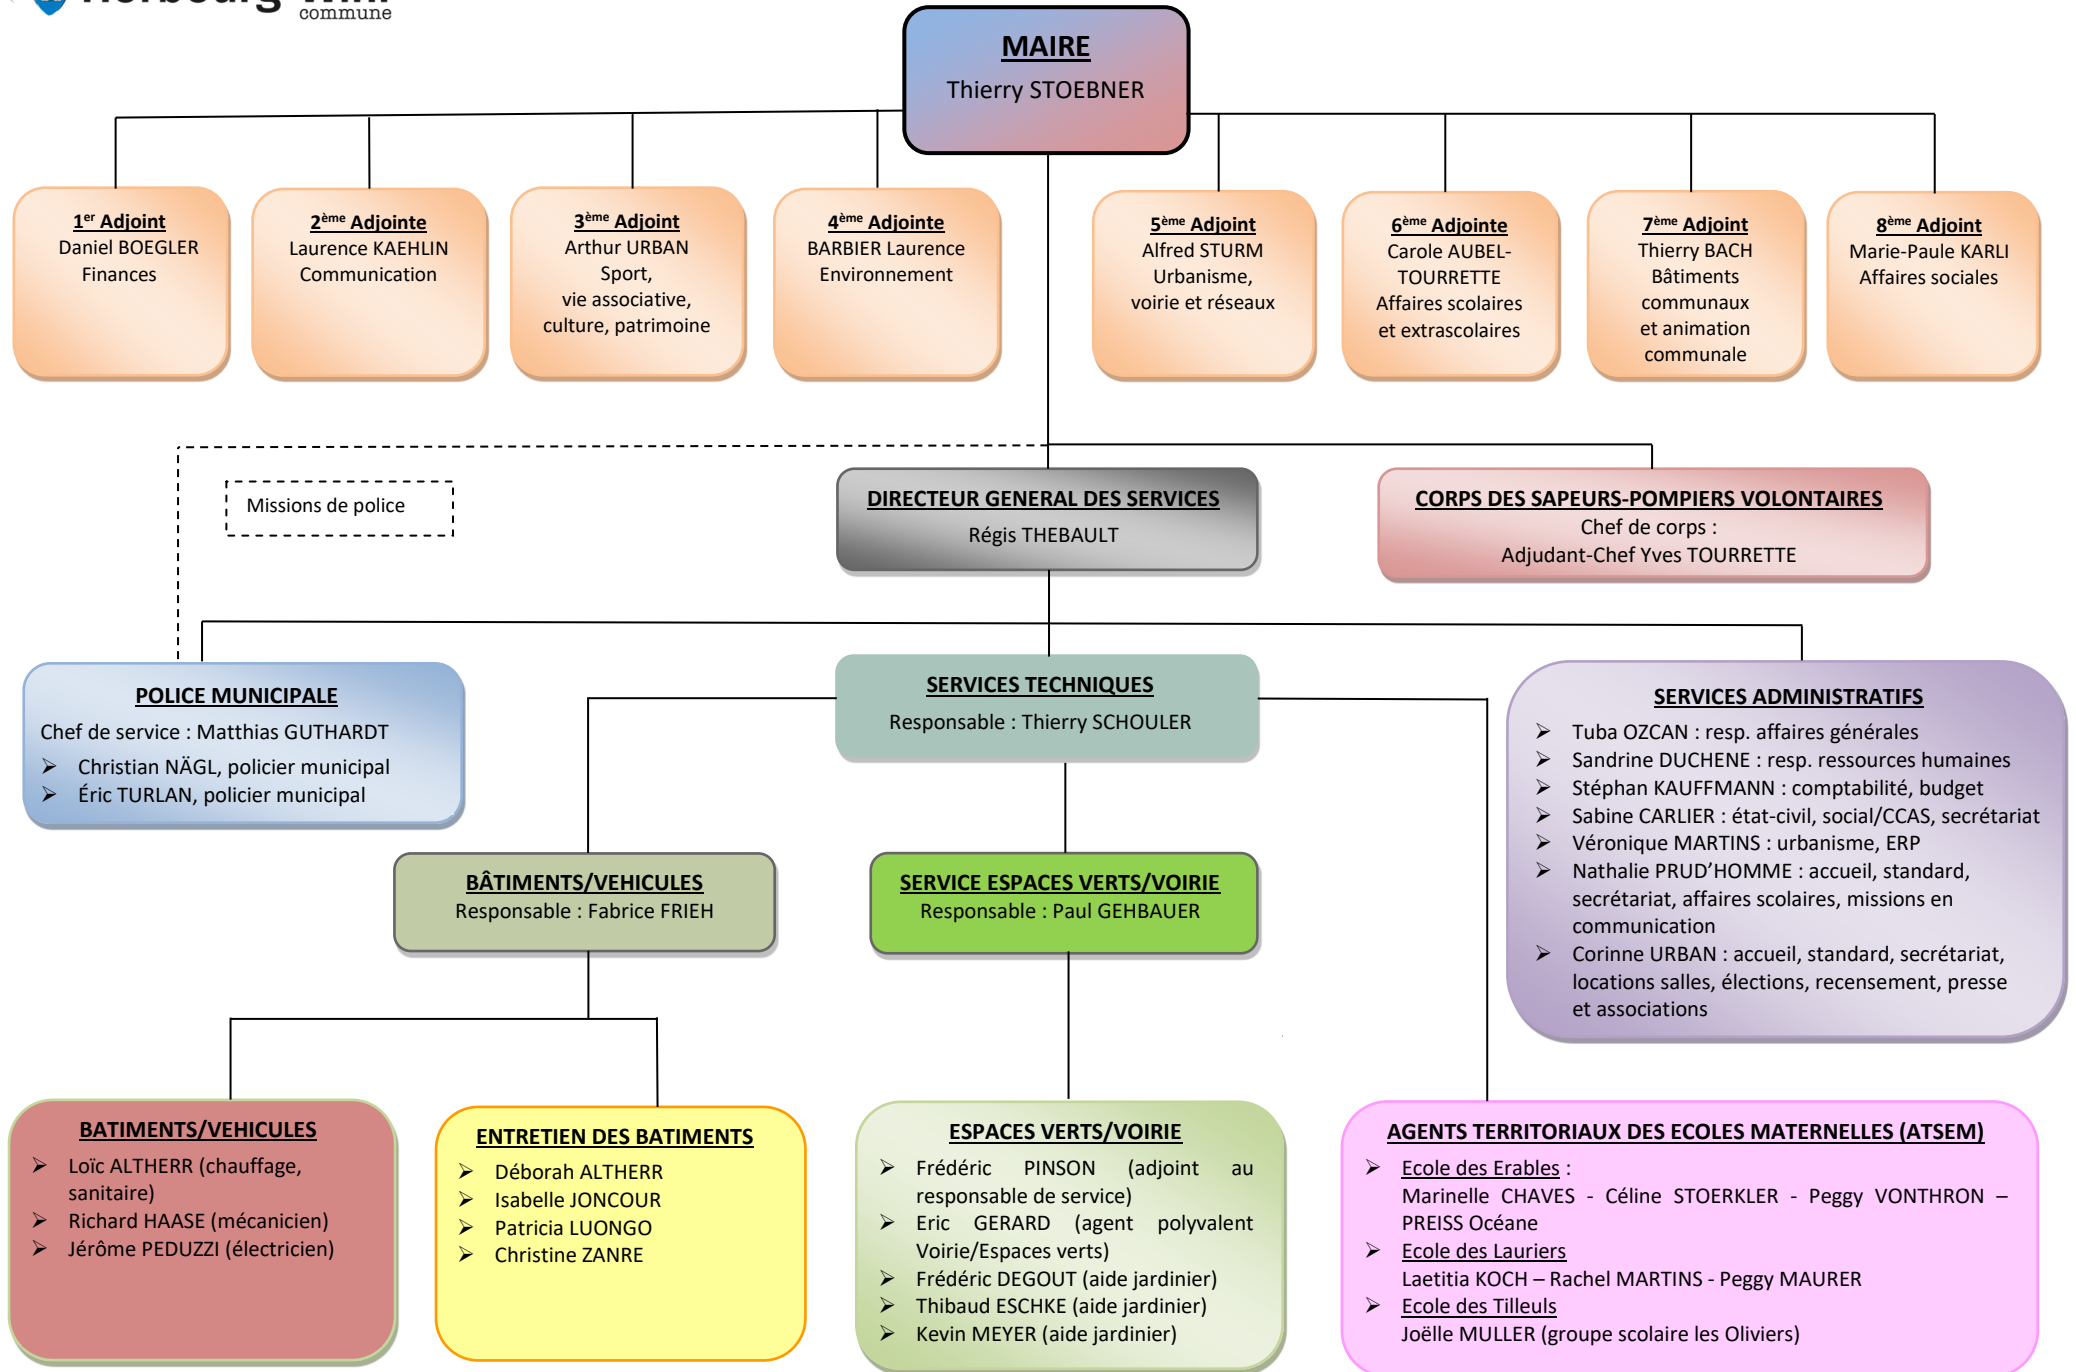 commune
MAIRE
Thierry STOEBNER
1er Adjoint
Daniel BOEGLER
Finances
2ème Adjointe
Laurence KAEHLIN
Communication
3ème Adjoint
Arthur URBAN
Sport,
vie associative,
culture, patrimoine
4ème Adjointe
BARBIER Laurence
Environnement
5ème Adjoint
Alfred STURM
Urbanisme,
voirie et réseaux
6ème Adjointe
Carole AUBEL-
TOURRETTE
Affaires scolaires
et extrascolaires
7ème Adjoint
Thierry BACH
Bâtiments
communaux
et animation
communale
8ème Adjoint
Marie-Paule KARLI
Affaires sociales
Missions de police
DIRECTEUR GENERAL DES SERVICES
Régis THEBAULT
CORPS DES SAPEURS-POMPIERS VOLONTAIRES
Chef de corps :
Adjudant-Chef Yves TOURRETTE
POLICE MUNICIPALE
Chef de service : Matthias GUTHARDT
➢ Christian NÄGL, policier municipal
➢ Éric TURLAN, policier municipal
SERVICES TECHNIQUES
Responsable : Thierry SCHOULER
SERVICES ADMINISTRATIFS
➢ Tuba OZCAN : resp. affaires générales
➢ Sandrine DUCHENE : resp. ressources humaines
➢ Stéphan KAUFFMANN : comptabilité, budget
➢ Sabine CARLIER : état-civil, social/CCAS, secrétariat
➢ Véronique MARTINS : urbanisme, ERP
➢ Nathalie PRUD’HOMME : accueil, standard,
secrétariat, affaires scolaires, missions en
communication
➢ Corinne URBAN : accueil, standard, secrétariat,
locations salles, élections, recensement, presse
et associations
BÂTIMENTS/VEHICULES
Responsable : Fabrice FRIEH
SERVICE ESPACES VERTS/VOIRIE
Responsable : Paul GEHBAUER
BATIMENTS/VEHICULES
➢ Loïc ALTHERR (chauffage,
sanitaire)
➢ Richard HAASE (mécanicien)
➢ Jérôme PEDUZZI (électricien)
ENTRETIEN DES BATIMENTS
➢ Déborah ALTHERR
➢ Isabelle JONCOUR
➢ Patricia LUONGO
➢ Christine ZANRE
ESPACES VERTS/VOIRIE
➢ Frédéric PINSON (adjoint au
responsable de service)
➢ Eric GERARD (agent polyvalent
Voirie/Espaces verts)
➢ Frédéric DEGOUT (aide jardinier)
➢ Thibaud ESCHKE (aide jardinier)
➢ Kevin MEYER (aide jardinier)
AGENTS TERRITORIAUX DES ECOLES MATERNELLES (ATSEM)
➢ Ecole des Erables :
Marinelle CHAVES - Céline STOERKLER - Peggy VONTHRON –
PREISS Océane
➢ Ecole des Lauriers
Laetitia KOCH – Rachel MARTINS - Peggy MAURER
➢ Ecole des Tilleuls
Joëlle MULLER (groupe scolaire les Oliviers)